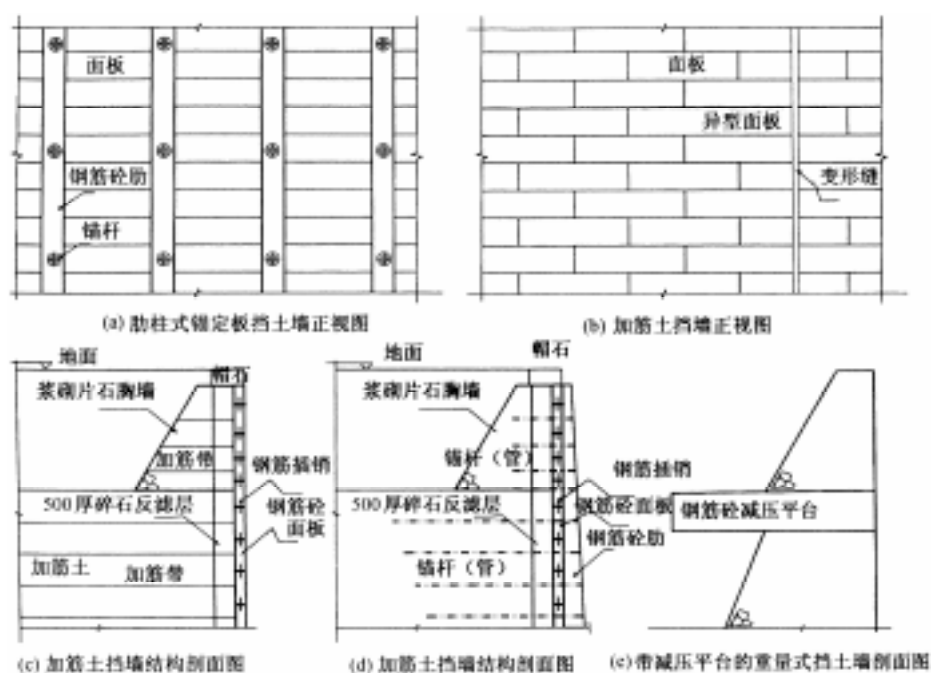 面板
钢筋砼肋
锚杆
(a) 肋柱式锚定板挡土墙正视图
面板
异型面板
变形缝
(b) 加筋土挡墙正视图
地面
帽石
浆砌片石胸墙
加筋带
钢筋插销
500厚碎石反滤层
钢筋砼
面板
加筋土
加筋带
(c) 加筋土挡墙结构剖面图
地面
帽石
浆砌片石胸墙
锚杆（管）
钢筋插销
500厚碎石反滤层
钢筋砼面板
钢筋砼肋
锚杆（管）
(d) 加筋土挡墙结构剖面图
钢筋砼减压平台
(e)带减压平台的重量式挡土墙剖面图